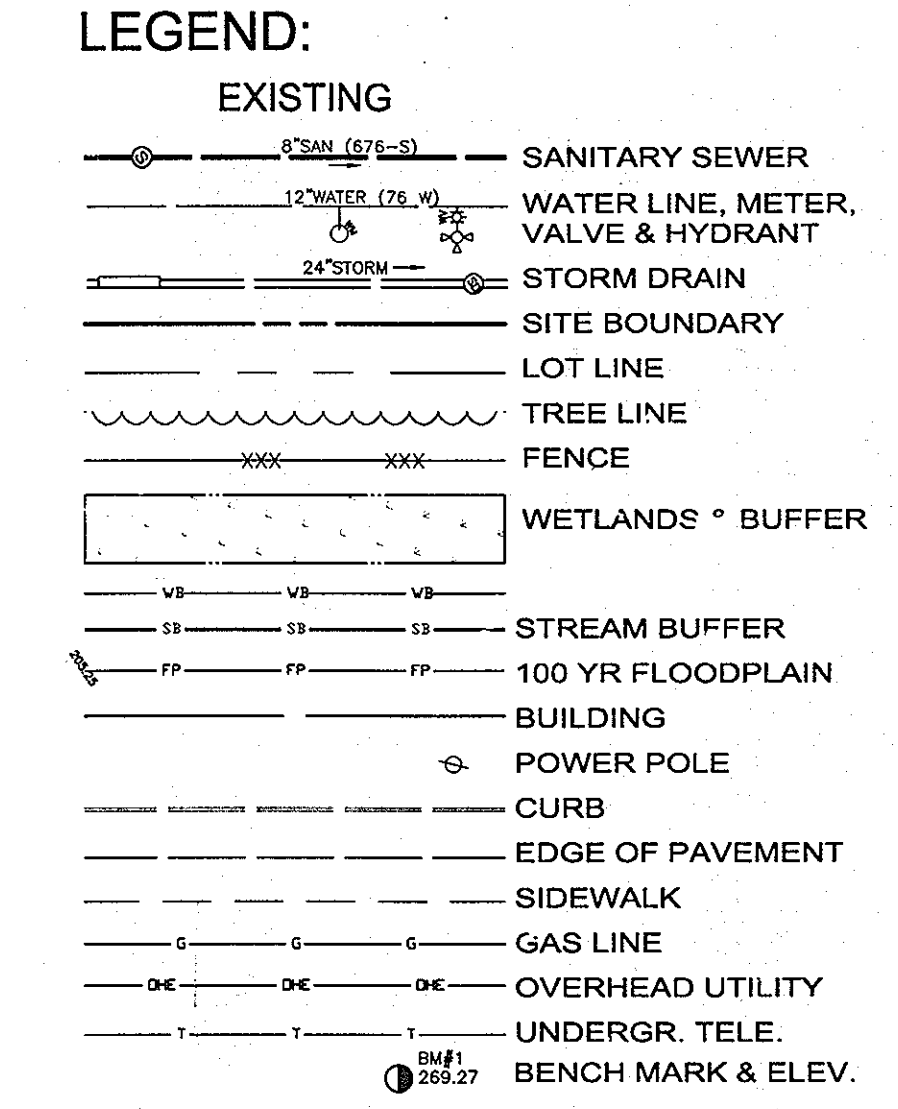 LEGEND:
EXISTING
8"SAN (676-S) SANITARY SEWER
12"WATER (76 W) WATER LINE, METER,
VALVE & HYDRANT
24"STORM STORM DRAIN
SITE BOUNDARY
LOT LINE
TREE LINE
XXX XXX FENCE
WETLANDS ° BUFFER
WB WB WB
SB SB SB STREAM BUFFER
205.25 FP FP FP 100 YR FLOODPLAIN
BUILDING
POWER POLE
CURB
EDGE OF PAVEMENT
SIDEWALK
G G G GAS LINE
OHE OHE OHE OVERHEAD UTILITY
T T T UNDERGR. TELE.
BM#1
269.27 BENCH MARK & ELEV.